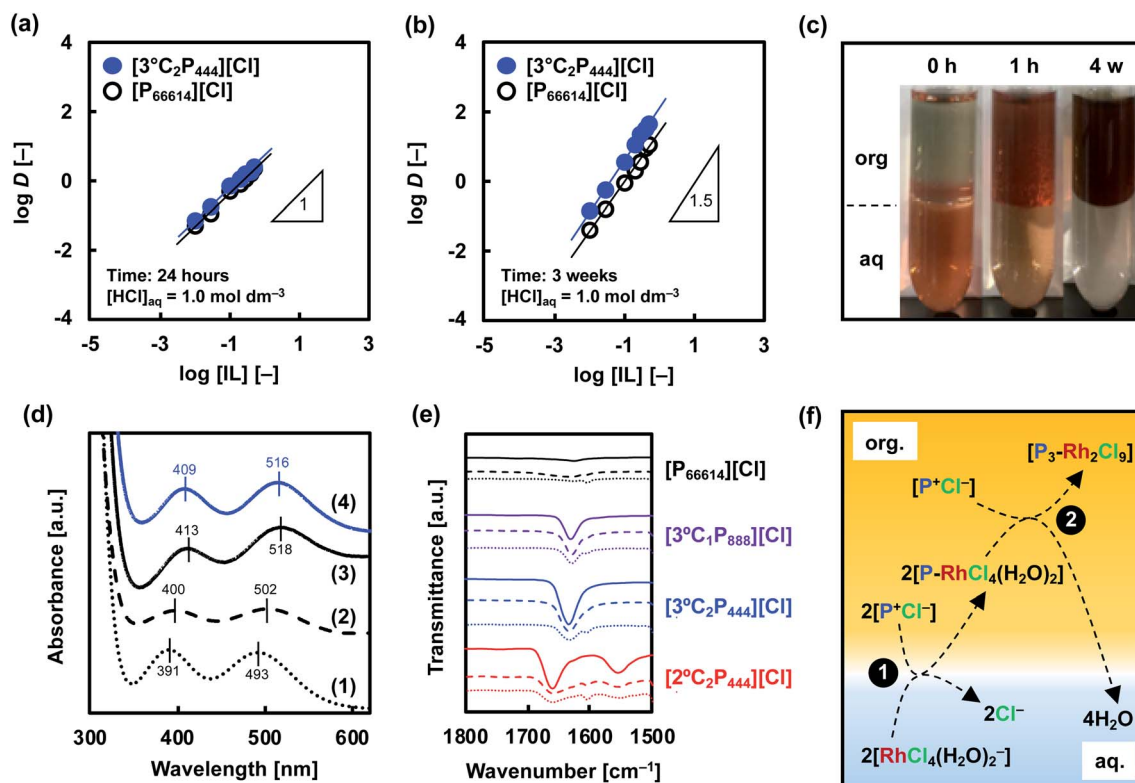 (a)
[3°C₂P₄₄₄][Cl]
[P₆₆₆₁₄][Cl]
4
2
0
-2
-4
log D [–]
Time: 24 hours
[HCl]aq = 1.0 mol dm⁻³
1
-5 -3 -1 1 3
log [IL] [–]
(b)
[3°C₂P₄₄₄][Cl]
[P₆₆₆₁₄][Cl]
4
2
0
-2
-4
log D [–]
Time: 3 weeks
[HCl]aq = 1.0 mol dm⁻³
1.5
-5 -3 -1 1 3
log [IL] [–]
(c)
0 h 1 h 4 w
org
aq
(d)
Absorbance [a.u.]
409 516
(4)
413 518
(3)
400 502
(2)
391 493
(1)
300 400 500 600
Wavelength [nm]
(e)
Transmittance [a.u.]
[P₆₆₆₁₄][Cl]
[3ºC₁P₈₈₈][Cl]
[3ºC₂P₄₄₄][Cl]
[2ºC₂P₄₄₄][Cl]
1800 1700 1600 1500
Wavenumber [cm⁻¹]
(f)
org.
[P₃-Rh₂Cl₉]
[P⁺Cl⁻]
2
2[P-RhCl₄(H₂O)₂]
2[P⁺Cl⁻]
1
2Cl⁻
4H₂O
2[RhCl₄(H₂O)₂⁻]
aq.